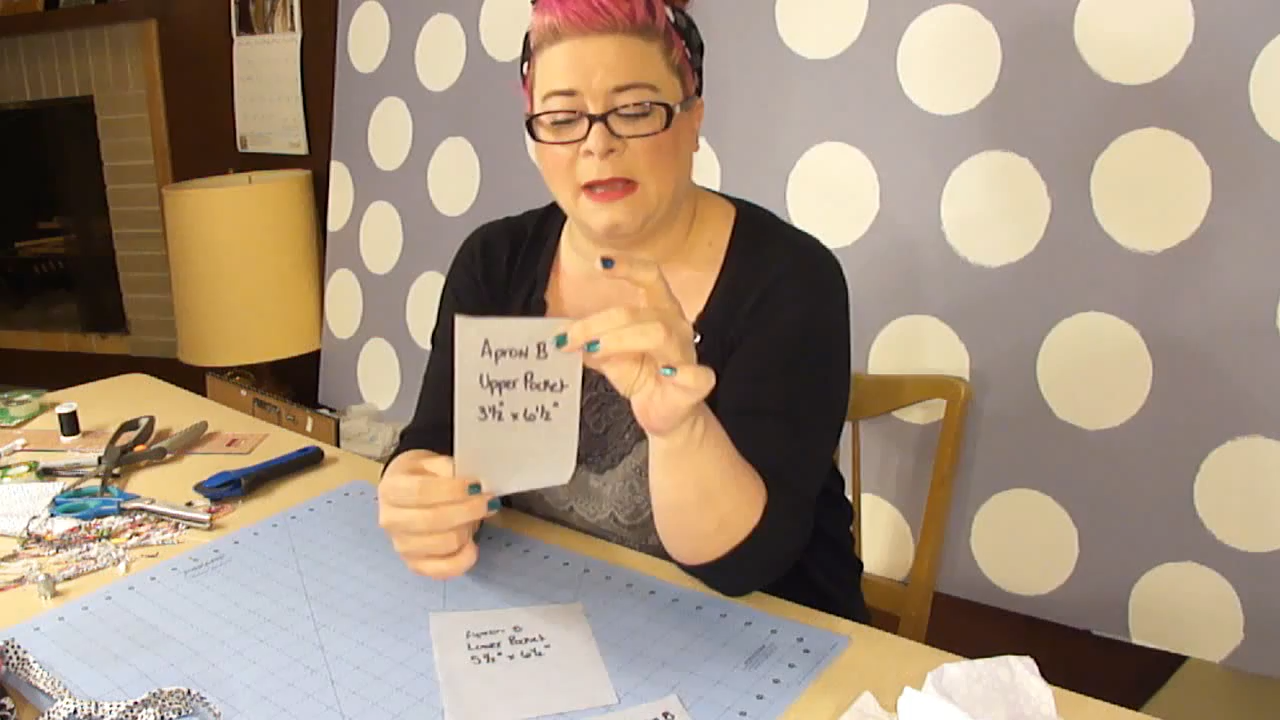 Apron B
Upper Pocket
3½" x 6½"
Apron B
Lower Pocket
5½" x 6½"
B